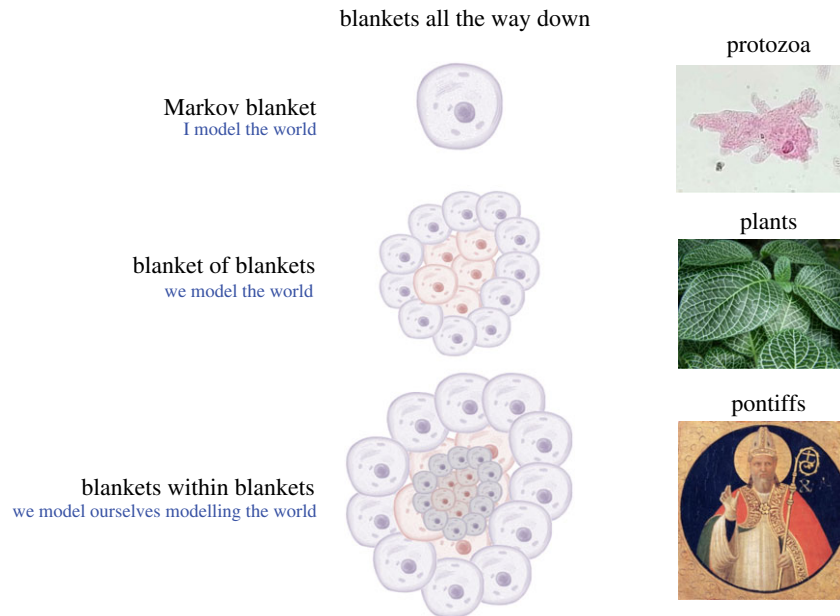 blankets all the way down
protozoa
Markov blanket
I model the world
plants
blanket of blankets
we model the world
pontiffs
blankets within blankets
we model ourselves modelling the world